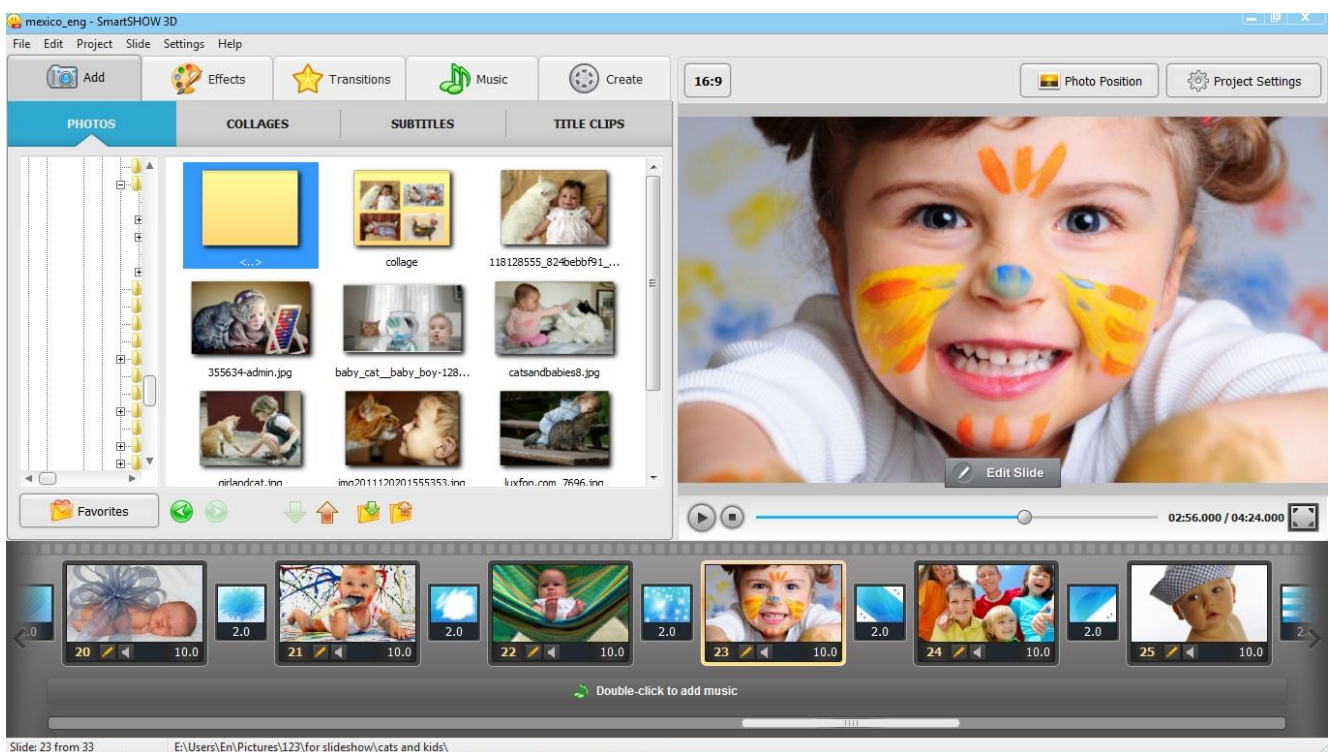 mexico_eng - SmartSHOW 3D
File Edit Project Slide Settings Help
Add Effects Transitions Music Create
16:9 Photo Position Project Settings
PHOTOS COLLAGES SUBTITLES TITLE CLIPS
<..> collage 118128555_824bebbf91_...
355634-admin.jpg baby_cat__baby_boy-128... catsandbabies8.jpg
girlandcat.jpg img2011120201555353.jpg luxfon.com_7696.jpg
Edit Slide
Favorites
02:56.000 / 04:24.000
2.0 2.0 2.0 2.0 2.0
20 10.0 21 10.0 22 10.0 23 10.0 24 10.0 25 10.0
Double-click to add music
Slide: 23 from 33 E:\Users\En\Pictures\123\for slideshow\cats and kids\